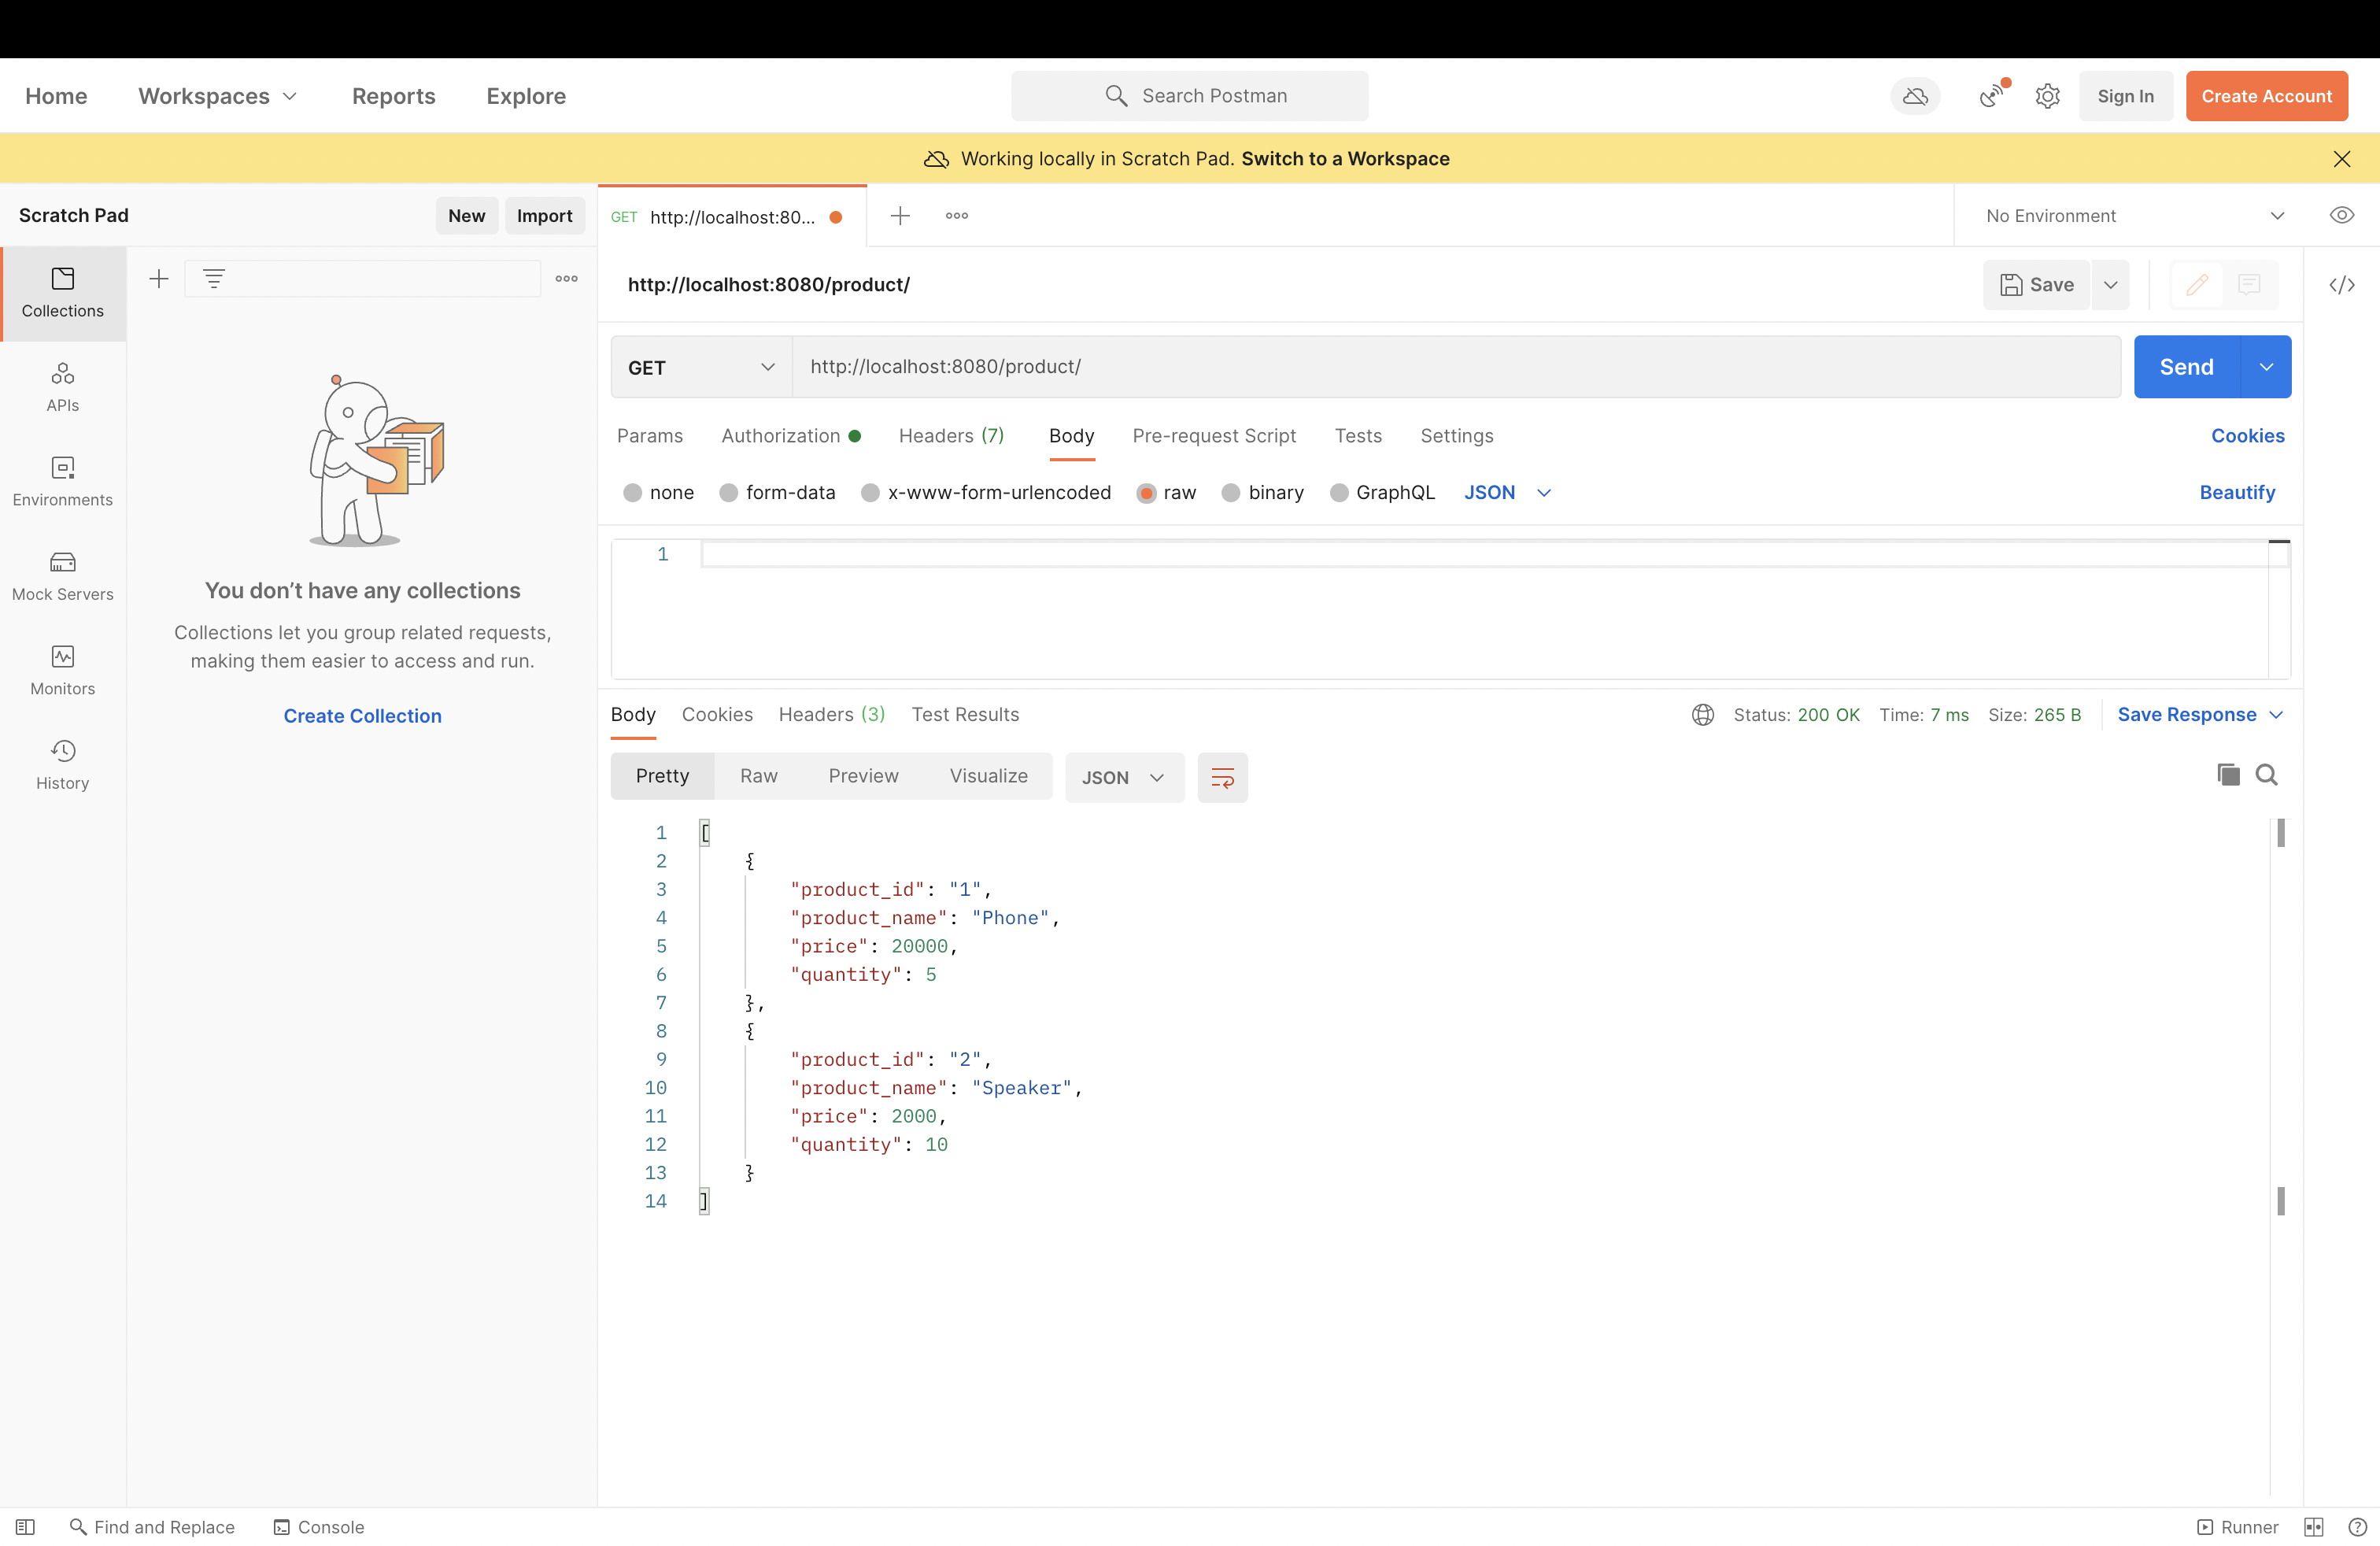 Home Workspaces Reports Explore Search Postman Sign In Create Account
Working locally in Scratch Pad. Switch to a Workspace
Scratch Pad New Import GET http://localhost:80... No Environment
Collections
APIs
Environments
Mock Servers
Monitors
History
You don’t have any collections
Collections let you group related requests,
making them easier to access and run.
Create Collection
http://localhost:8080/product/ Save </>
GET http://localhost:8080/product/ Send
Params Authorization Headers (7) Body Pre-request Script Tests Settings Cookies
none form-data x-www-form-urlencoded raw binary GraphQL JSON Beautify
1
Body Cookies Headers (3) Test Results Status: 200 OK Time: 7 ms Size: 265 B Save Response
Pretty Raw Preview Visualize JSON
1 [
2 {
3 "product_id": "1",
4 "product_name": "Phone",
5 "price": 20000,
6 "quantity": 5
7 },
8 {
9 "product_id": "2",
10 "product_name": "Speaker",
11 "price": 2000,
12 "quantity": 10
13 }
14 ]
Find and Replace Console Runner